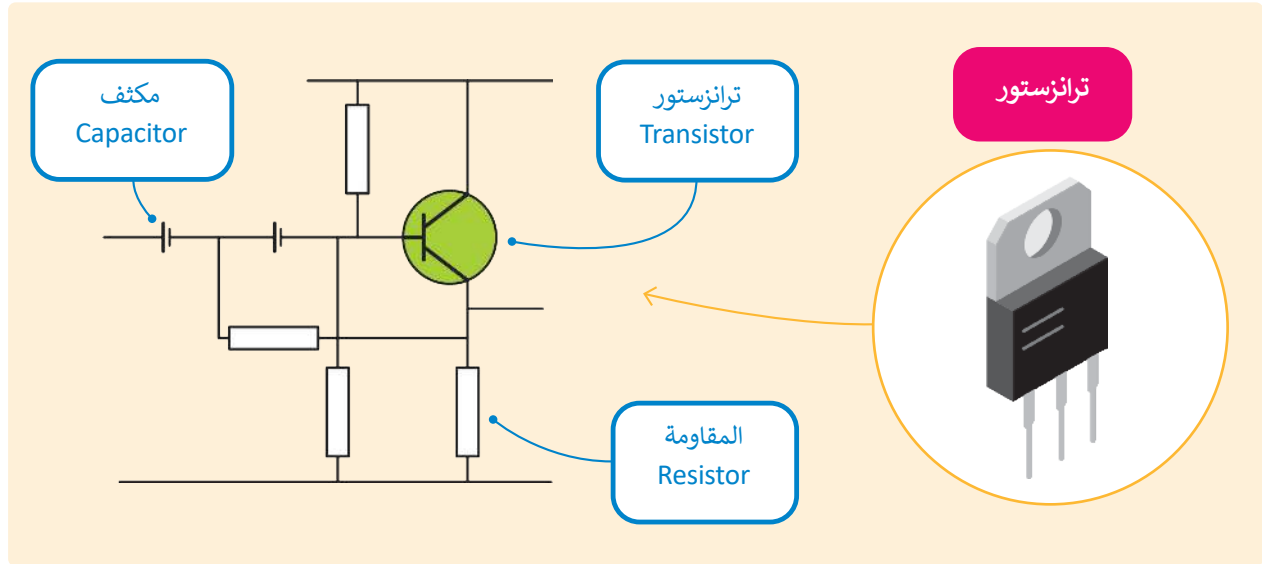 مكثف
Capacitor
ترانزستور
Transistor
ترانزستور
المقاومة
Resistor